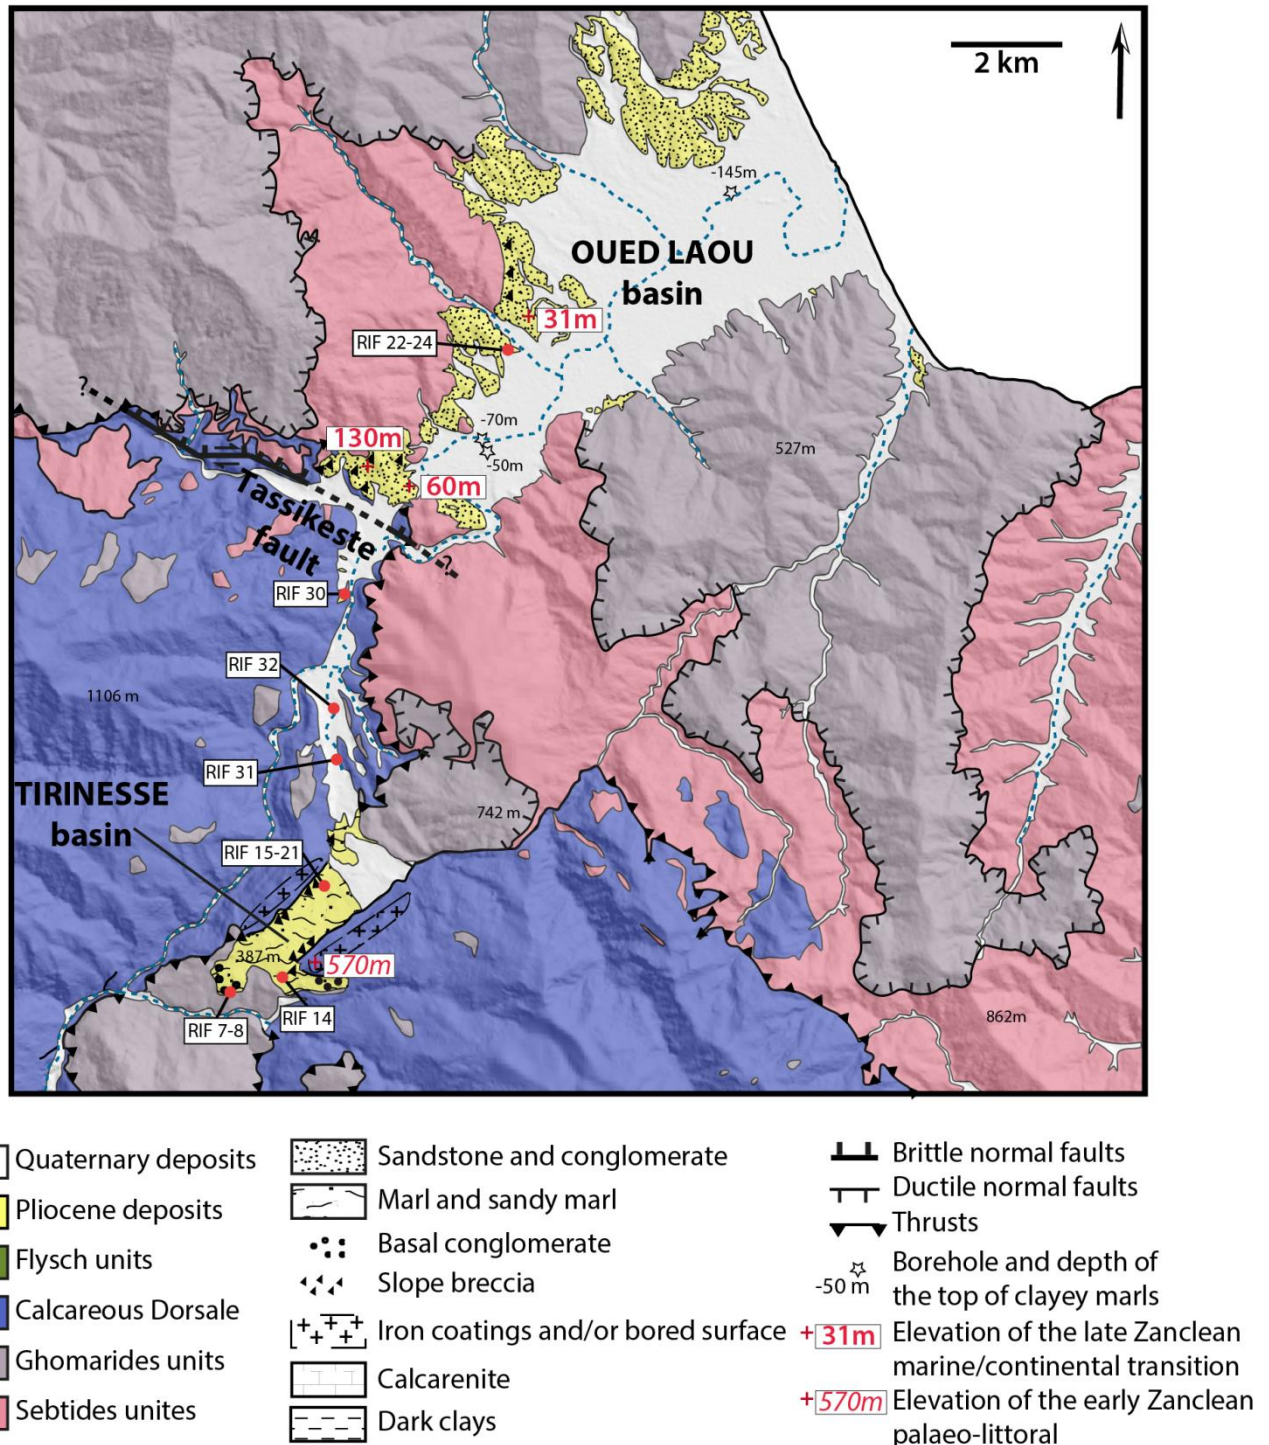 2 km
-145m
OUED LAOU
basin
31m
RIF 22-24
?
-70m
130m
-50m
527m
60m
Tassikeste
fault
?
RIF 30
RIF 32
1106 m
RIF 31
TIRINESSE
basin
742 m
RIF 15-21
387 m
570m
RIF 14
RIF 7-8
862m
Quaternary deposits
Pliocene deposits
Flysch units
Calcareous Dorsale
Ghomarides units
Sebtides unites
Sandstone and conglomerate
Marl and sandy marl
Basal conglomerate
Slope breccia
Iron coatings and/or bored surface
Calcarenite
Dark clays
Brittle normal faults
Ductile normal faults
Thrusts
-50 m
Borehole and depth of
the top of clayey marls
31m
Elevation of the late Zanclean
marine/continental transition
570m
Elevation of the early Zanclean
palaeo-littoral